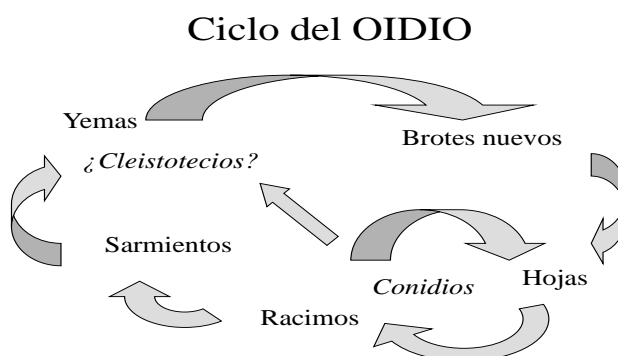 Ciclo del OIDIO
Yemas
Brotes nuevos
¿Cleistotecios?
Sarmientos
Conidios
Hojas
Racimos